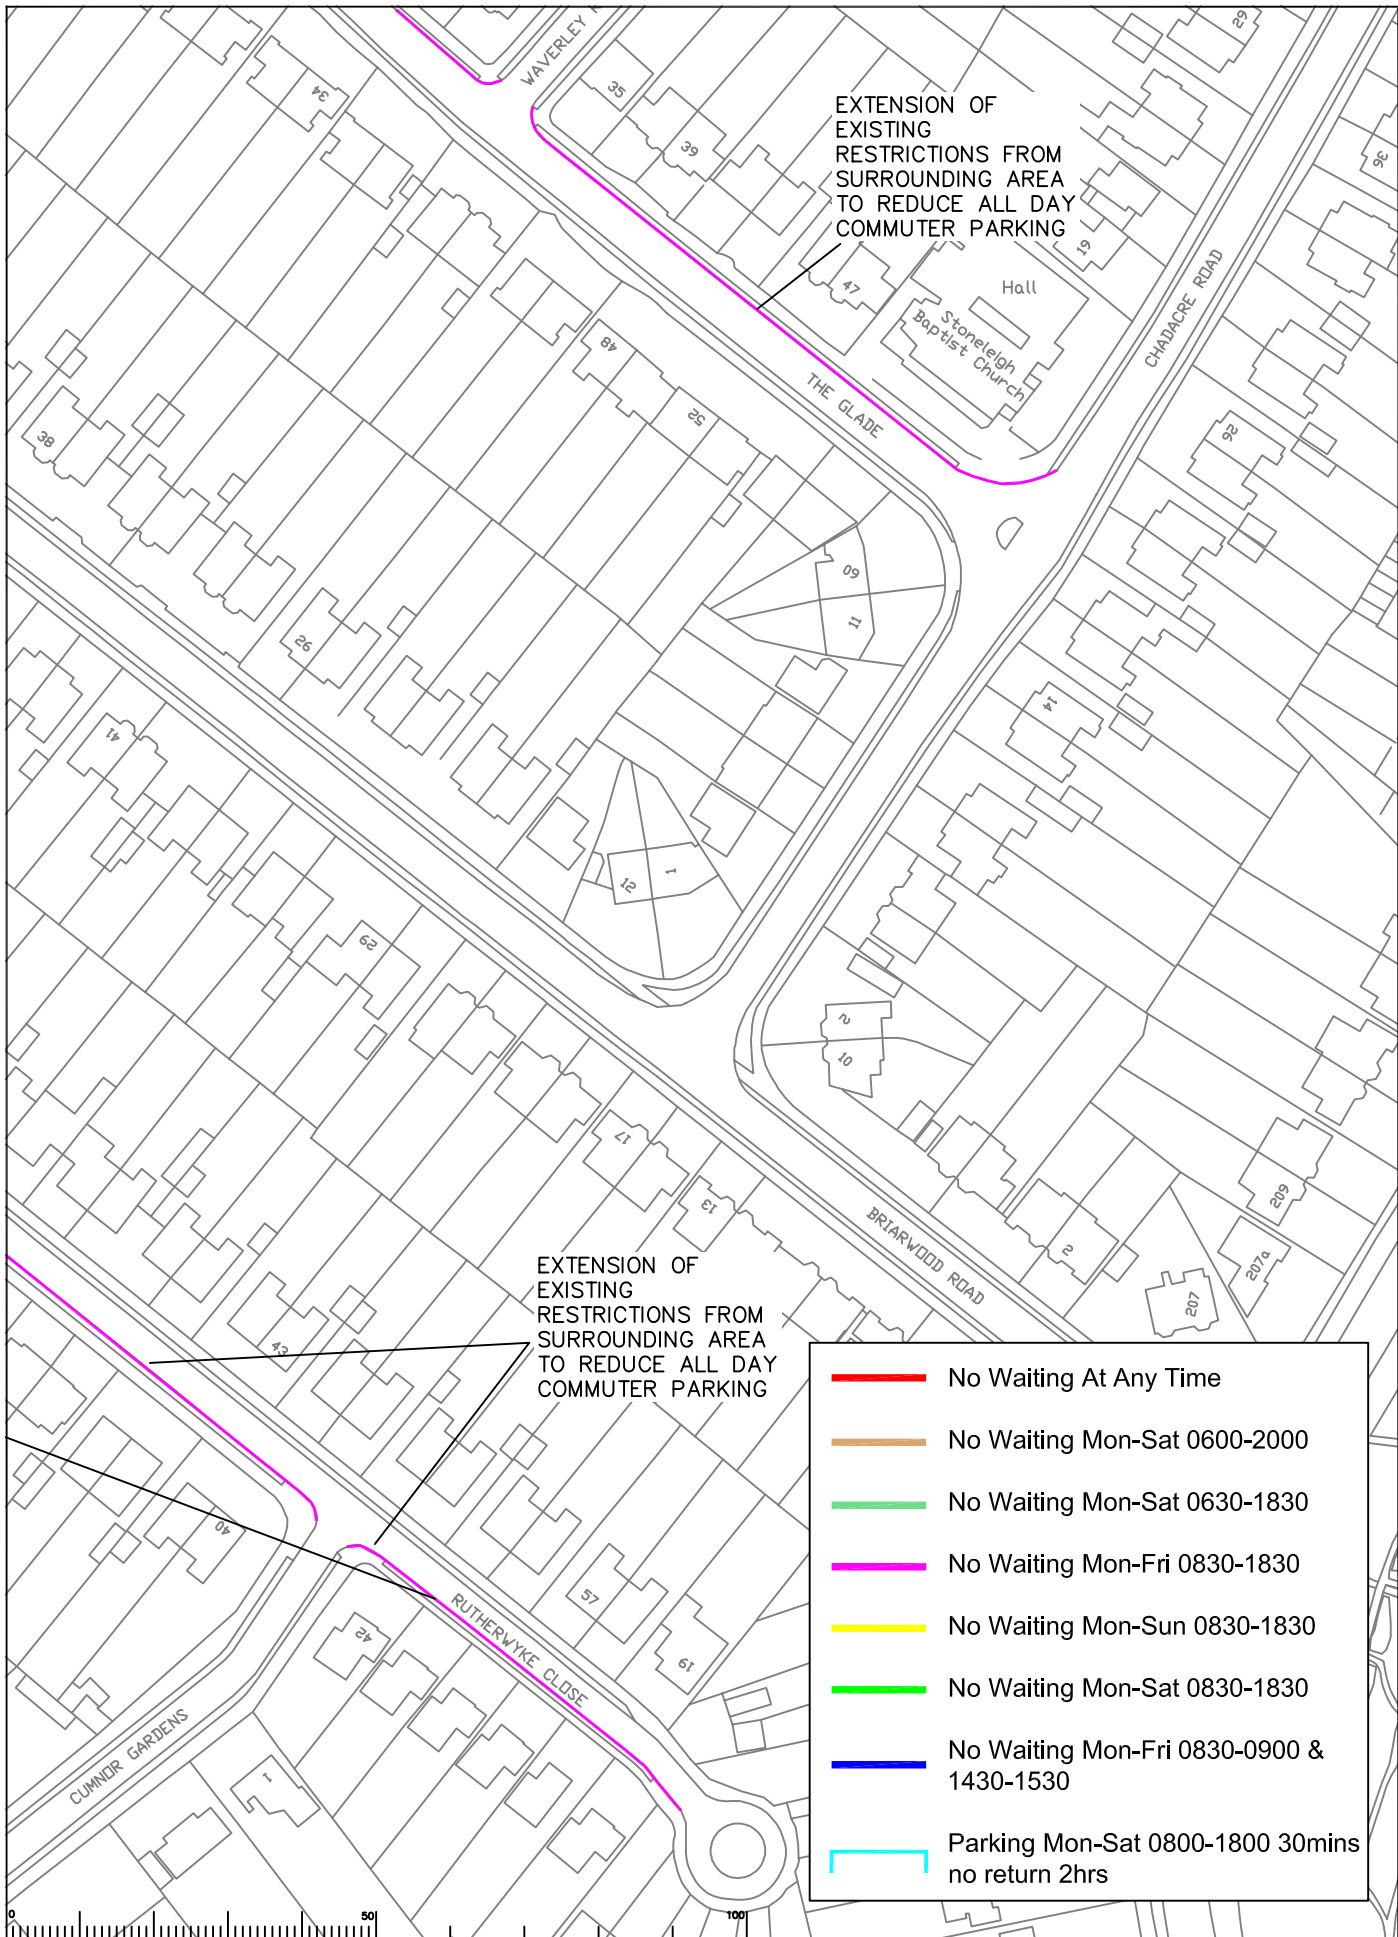 WAVERLEY R
29
34
35
39
EXTENSION OF
EXISTING
RESTRICTIONS FROM
SURROUNDING AREA
TO REDUCE ALL DAY
COMMUTER PARKING
36
19
47
Hall
Stoneleigh
Baptist Church
CHADACRE ROAD
48
52
THE GLADE
38
26
60
11
26
14
41
12
1
29
2
10
17
13
BRIARWOOD ROAD
2
209
207a
207
EXTENSION OF
EXISTING
RESTRICTIONS FROM
SURROUNDING AREA
TO REDUCE ALL DAY
COMMUTER PARKING
43
40
42
57
61
RUTHERWYKE CLOSE
CUMNOR GARDENS
1
No Waiting At Any Time
No Waiting Mon-Sat 0600-2000
No Waiting Mon-Sat 0630-1830
No Waiting Mon-Fri 0830-1830
No Waiting Mon-Sun 0830-1830
No Waiting Mon-Sat 0830-1830
No Waiting Mon-Fri 0830-0900 &
1430-1530
Parking Mon-Sat 0800-1800 30mins
no return 2hrs
0
50
100